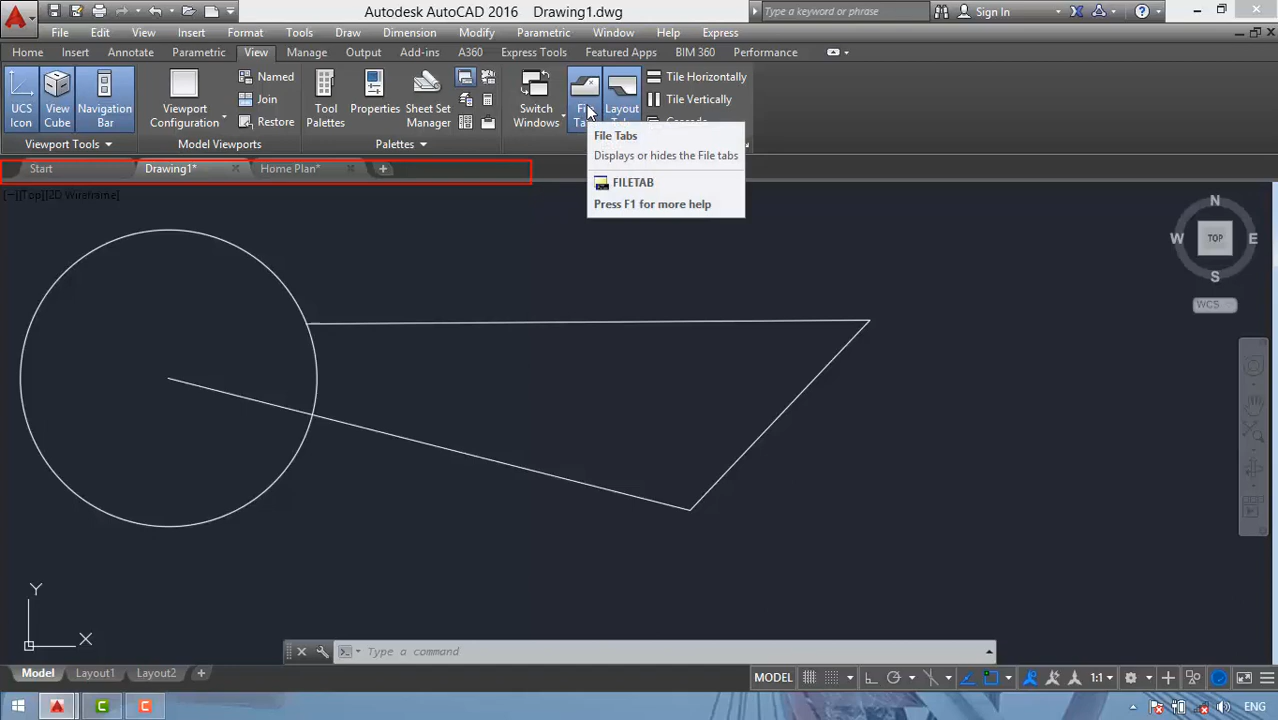 Autodesk AutoCAD 2016 Drawing1.dwg
Type a keyword or phrase
Sign In
File Edit View Insert Format Tools Draw Dimension Modify Parametric Window Help Express
Home Insert Annotate Parametric View Manage Output Add-ins A360 Express Tools Featured Apps BIM 360 Performance
UCS Icon
View Cube
Navigation Bar
Viewport Tools
Viewport Configuration
Named
Join
Restore
Model Viewports
Tool Palettes
Properties
Sheet Set Manager
Palettes
Switch Windows
Layout
Tile Horizontally
Tile Vertically
File Tabs
Displays or hides the File tabs
FILETAB
Press F1 for more help
Start Drawing1* Home Plan*
[−][Top][2D Wireframe]
N
W TOP E
S
WCS
Y
X
Type a command
Model Layout1 Layout2
MODEL 1:1
ENG